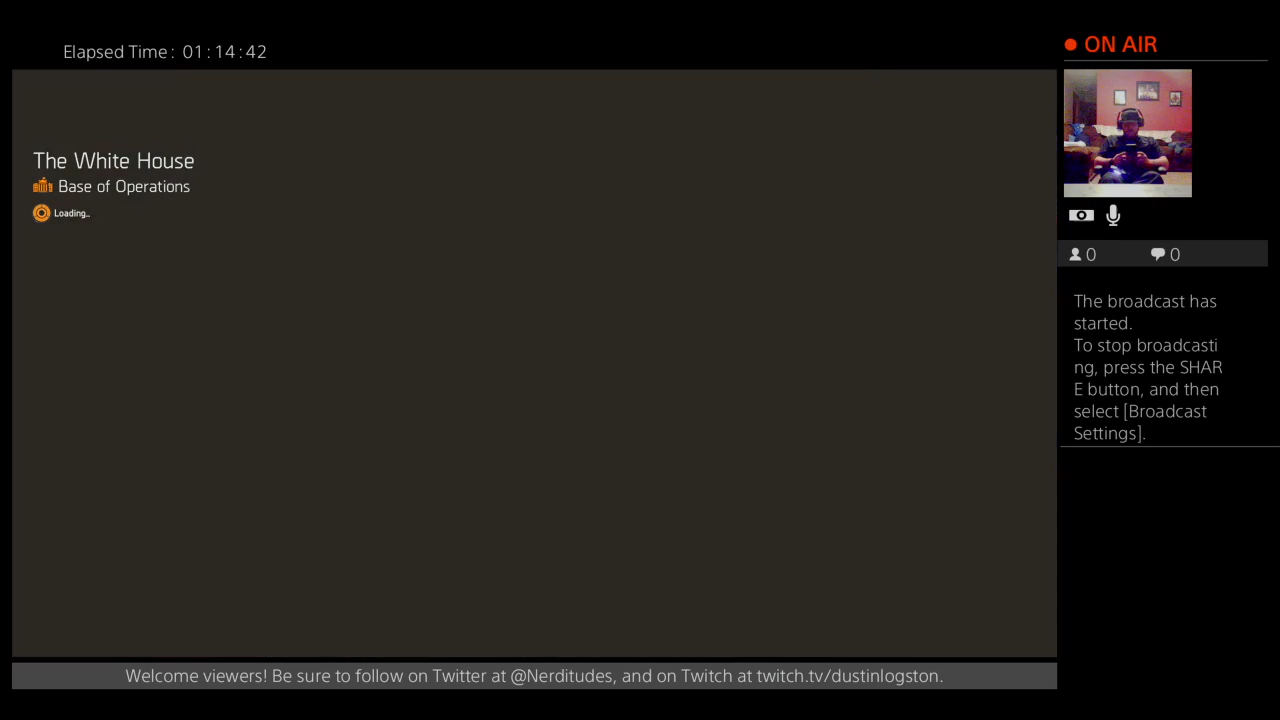 Elapsed Time: 01:14:42
ON AIR
The White House
Base of Operations
Loading..
0 0
The broadcast has
started.
To stop broadcasti
ng, press the SHAR
E button, and then
select [Broadcast
Settings].
Welcome viewers! Be sure to follow on Twitter at @Nerditudes, and on Twitch at twitch.tv/dustinlogston.